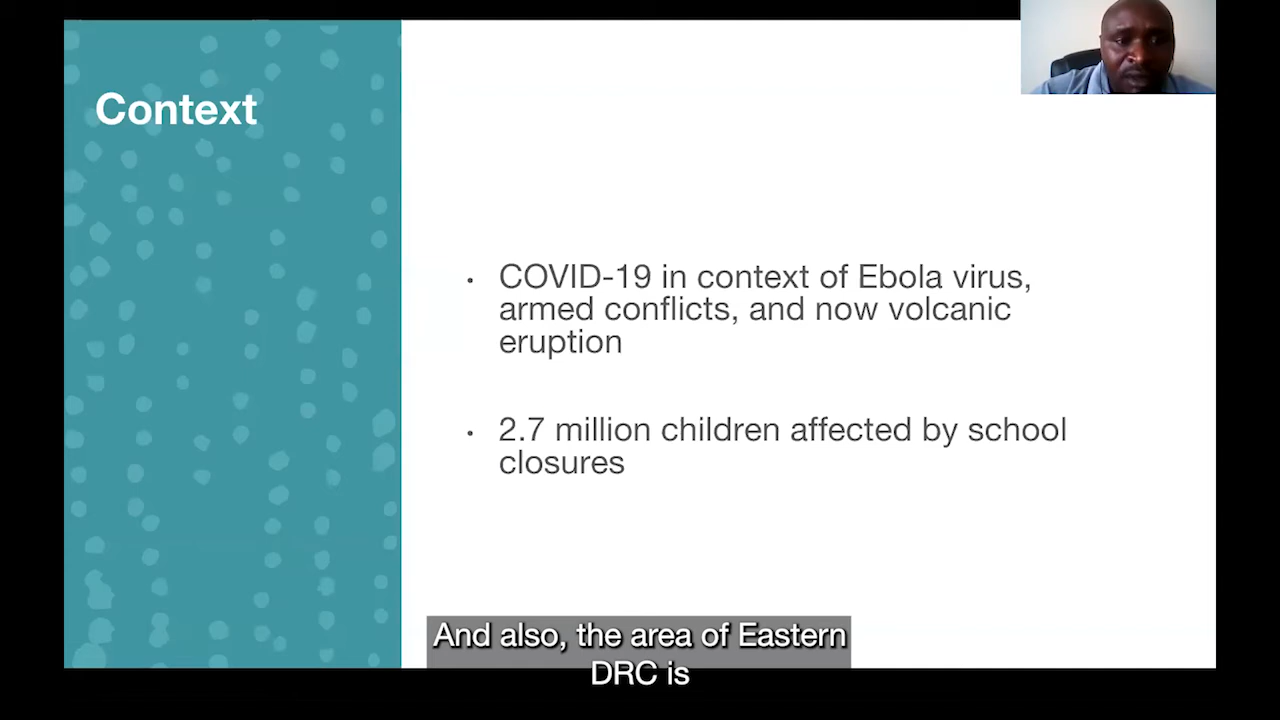 Context
• COVID-19 in context of Ebola virus,
armed conflicts, and now volcanic
eruption
• 2.7 million children affected by school
closures
And also, the area of Eastern
DRC is